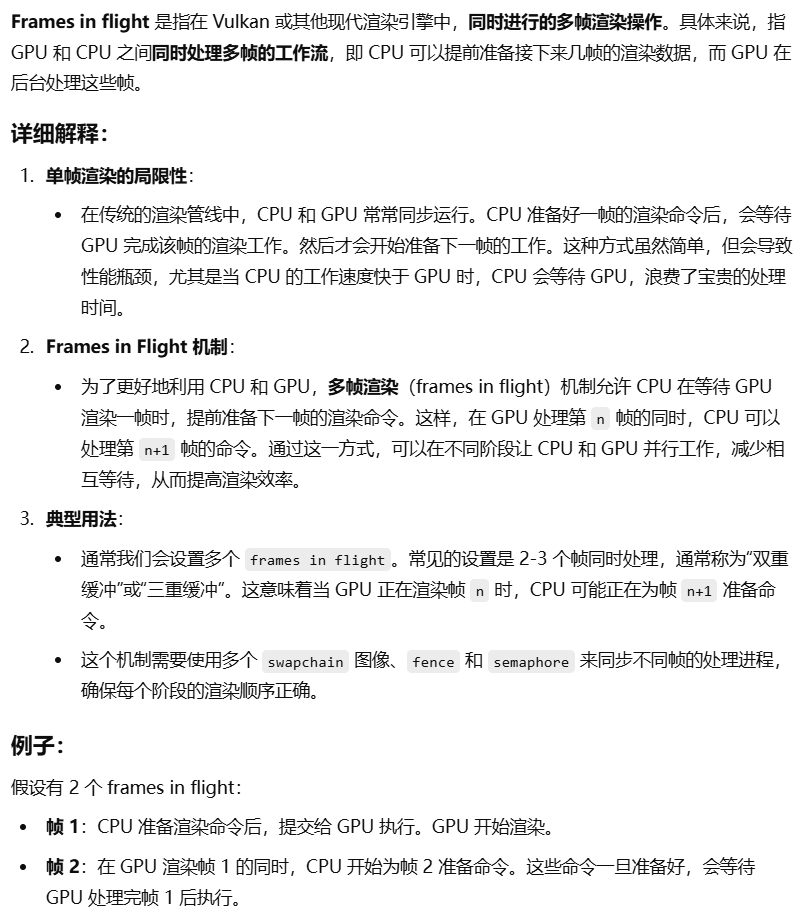 Frames in flight 是指在 Vulkan 或其他现代渲染引擎中，同时进行的多帧渲染操作。具体来说，指
GPU 和 CPU 之间同时处理多帧的工作流，即 CPU 可以提前准备接下来几帧的渲染数据，而 GPU 在
后台处理这些帧。
详细解释：
1. 单帧渲染的局限性：
• 在传统的渲染管线中，CPU 和 GPU 常常同步运行。CPU 准备好一帧的渲染命令后，会等待
GPU 完成该帧的渲染工作。然后才会开始准备下一帧的工作。这种方式虽然简单，但会导致
性能瓶颈，尤其是当 CPU 的工作速度快于 GPU 时，CPU 会等待 GPU，浪费了宝贵的处理
时间。
2. Frames in Flight 机制：
• 为了更好地利用 CPU 和 GPU，多帧渲染（frames in flight）机制允许 CPU 在等待 GPU
渲染一帧时，提前准备下一帧的渲染命令。这样，在 GPU 处理第 n 帧的同时，CPU 可以
处理第 n+1 帧的命令。通过这一方式，可以在不同阶段让 CPU 和 GPU 并行工作，减少相
互等待，从而提高渲染效率。
3. 典型用法：
• 通常我们会设置多个 frames in flight。常见的设置是 2-3 个帧同时处理，通常称为“双重
缓冲”或“三重缓冲”。这意味着当 GPU 正在渲染帧 n 时，CPU 可能正在为帧 n+1 准备命
令。
• 这个机制需要使用多个 swapchain 图像、fence 和 semaphore 来同步不同帧的处理进程，
确保每个阶段的渲染顺序正确。
例子：
假设有 2 个 frames in flight：
• 帧 1：CPU 准备渲染命令后，提交给 GPU 执行。GPU 开始渲染。
• 帧 2：在 GPU 渲染帧 1 的同时，CPU 开始为帧 2 准备命令。这些命令一旦准备好，会等待
GPU 处理完帧 1 后执行。